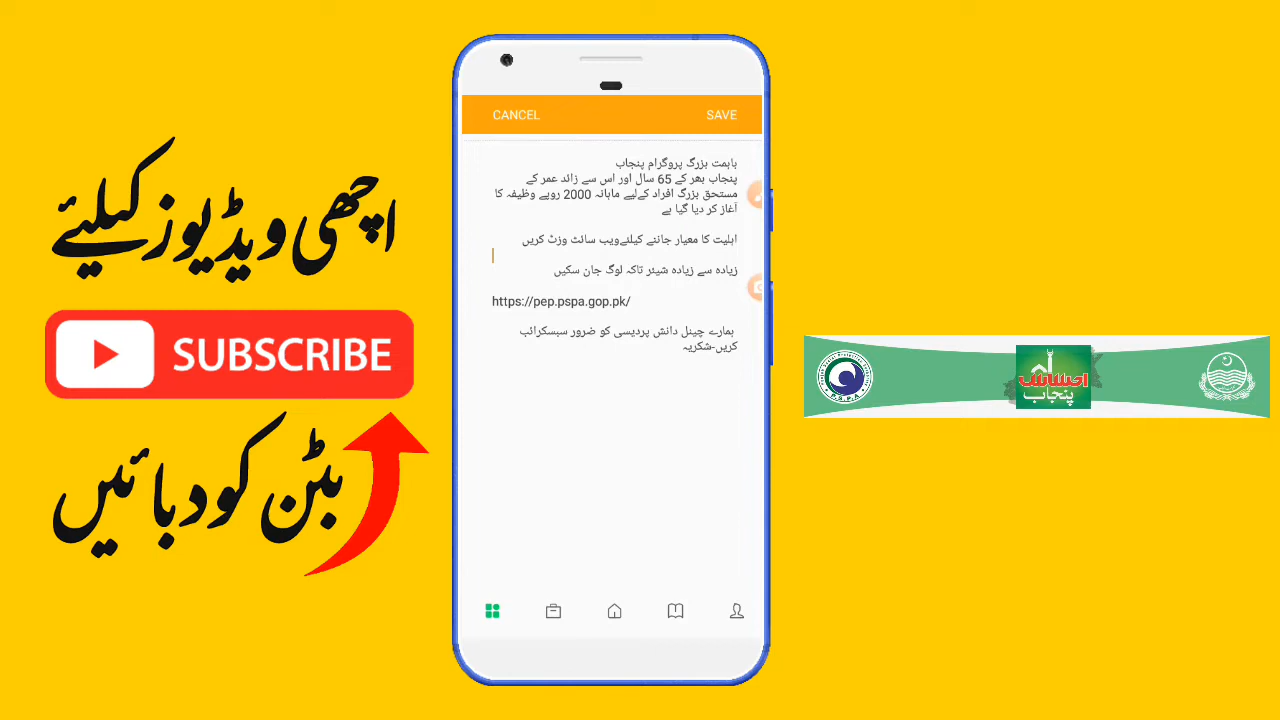 اچھی ویڈیوز کیلئے
SUBSCRIBE
بٹن کو دبائیں
CANCEL
SAVE
باہمت بزرگ پروگرام پنجاب
پنجاب بھر کے 65 سال اور اس سے زائد عمر کے
مستحق بزرگ افراد کےلیے ماہانہ 2000 روپے وظیفہ کا
آغاز کر دیا گیا ہے
اہلیت کا معیار جاننے کیلئےویب سائٹ وزٹ کریں
زیادہ سے زیادہ شیئر تاکہ لوگ جان سکیں
https://pep.pspa.gop.pk/
ہمارے چینل دانش پردیسی کو ضرور سبسکرائب
کریں-شکریہ
P.S.P.A
احساس
پنجاب